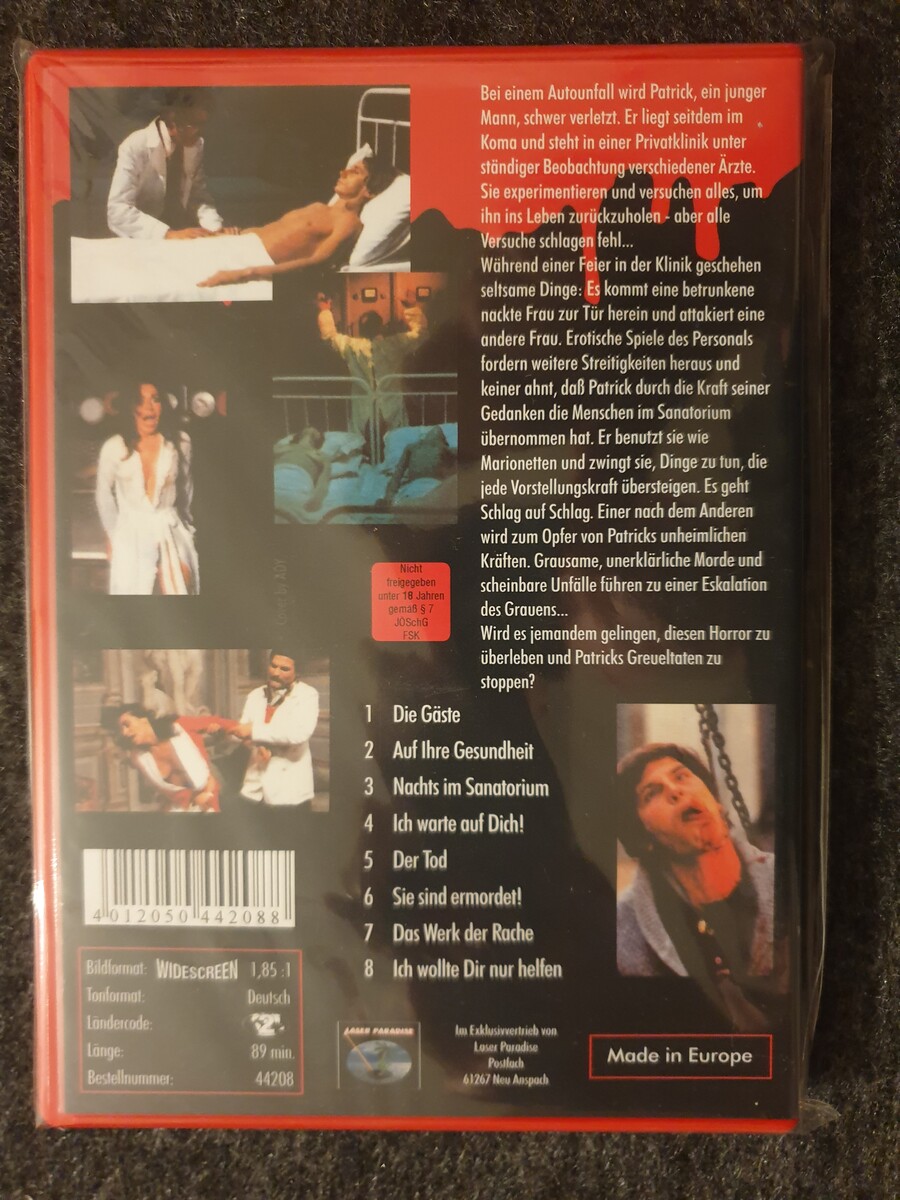 Bei einem Autounfall wird Patrick, ein junger
Mann, schwer verletzt. Er liegt seitdem im
Koma und steht in einer Privatklinik unter
ständiger Beobachtung verschiedener Ärzte.
Sie experimentieren und versuchen alles, um
ihn ins Leben zurückzuholen - aber alle
Versuche schlagen fehl...
Während einer Feier in der Klinik geschehen
seltsame Dinge: Es kommt eine betrunkene
nackte Frau zur Tür herein und attakiert eine
andere Frau. Erotische Spiele des Personals
fordern weitere Streitigkeiten heraus und
keiner ahnt, daß Patrick durch die Kraft seiner
Gedanken die Menschen im Sanatorium
übernommen hat. Er benutzt sie wie
Marionetten und zwingt sie, Dinge zu tun, die
jede Vorstellungskraft übersteigen. Es geht
Schlag auf Schlag. Einer nach dem Anderen
wird zum Opfer von Patricks unheimlichen
Kräften. Grausame, unerklärliche Morde und
scheinbare Unfälle führen zu einer Eskalation
des Grauens...
Wird es jemandem gelingen, diesen Horror zu
überleben und Patricks Greueltaten zu
stoppen?
Cover by ADY
Nicht
freigegeben
unter 18 Jahren
gemäß § 7
JÖSchG
FSK
1 Die Gäste
2 Auf Ihre Gesundheit
3 Nachts im Sanatorium
4 Ich warte auf Dich!
5 Der Tod
6 Sie sind ermordet!
7 Das Werk der Rache
8 Ich wollte Dir nur helfen
4 012050 442088
Bildformat: WIDESCREEN 1,85 :1
Tonformat: Deutsch
Ländercode: 2
Länge: 89 min.
Bestellnummer: 44208
LASER PARADISE
Im Exklusivvertrieb von
Laser Paradise
Postfach
61267 Neu Anspach
Made in Europe